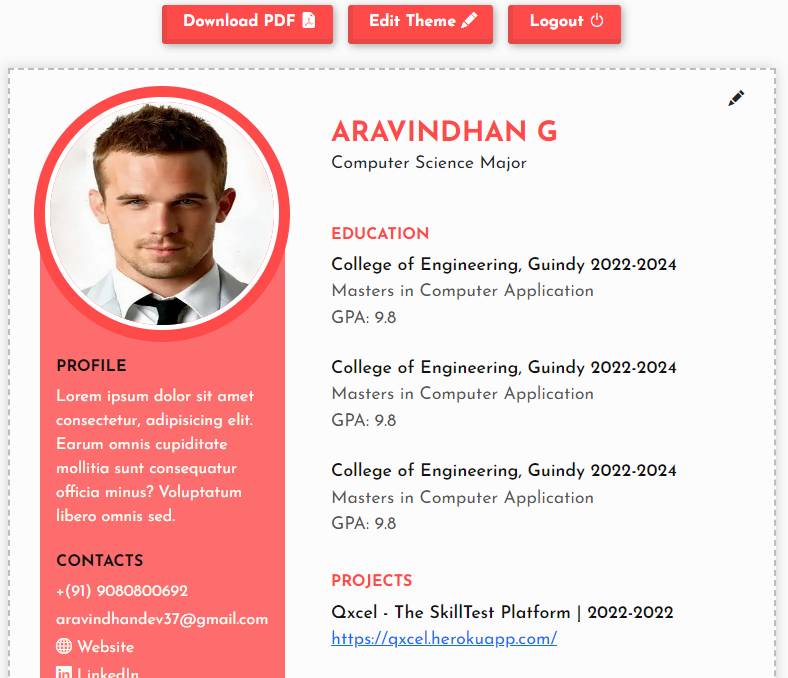 Download PDF
Edit Theme
Logout
ARAVINDHAN G
Computer Science Major
EDUCATION
College of Engineering, Guindy 2022-2024
Masters in Computer Application
GPA: 9.8
College of Engineering, Guindy 2022-2024
Masters in Computer Application
GPA: 9.8
College of Engineering, Guindy 2022-2024
Masters in Computer Application
GPA: 9.8
PROJECTS
Qxcel - The SkillTest Platform | 2022-2022
https://qxcel.herokuapp.com/
PROFILE
Lorem ipsum dolor sit amet
consectetur, adipisicing elit.
Earum omnis cupiditate
mollitia sunt consequatur
officia minus? Voluptatum
libero omnis sed.
CONTACTS
+(91) 9080800692
aravindhandev37@gmail.com
Website
LinkedIn